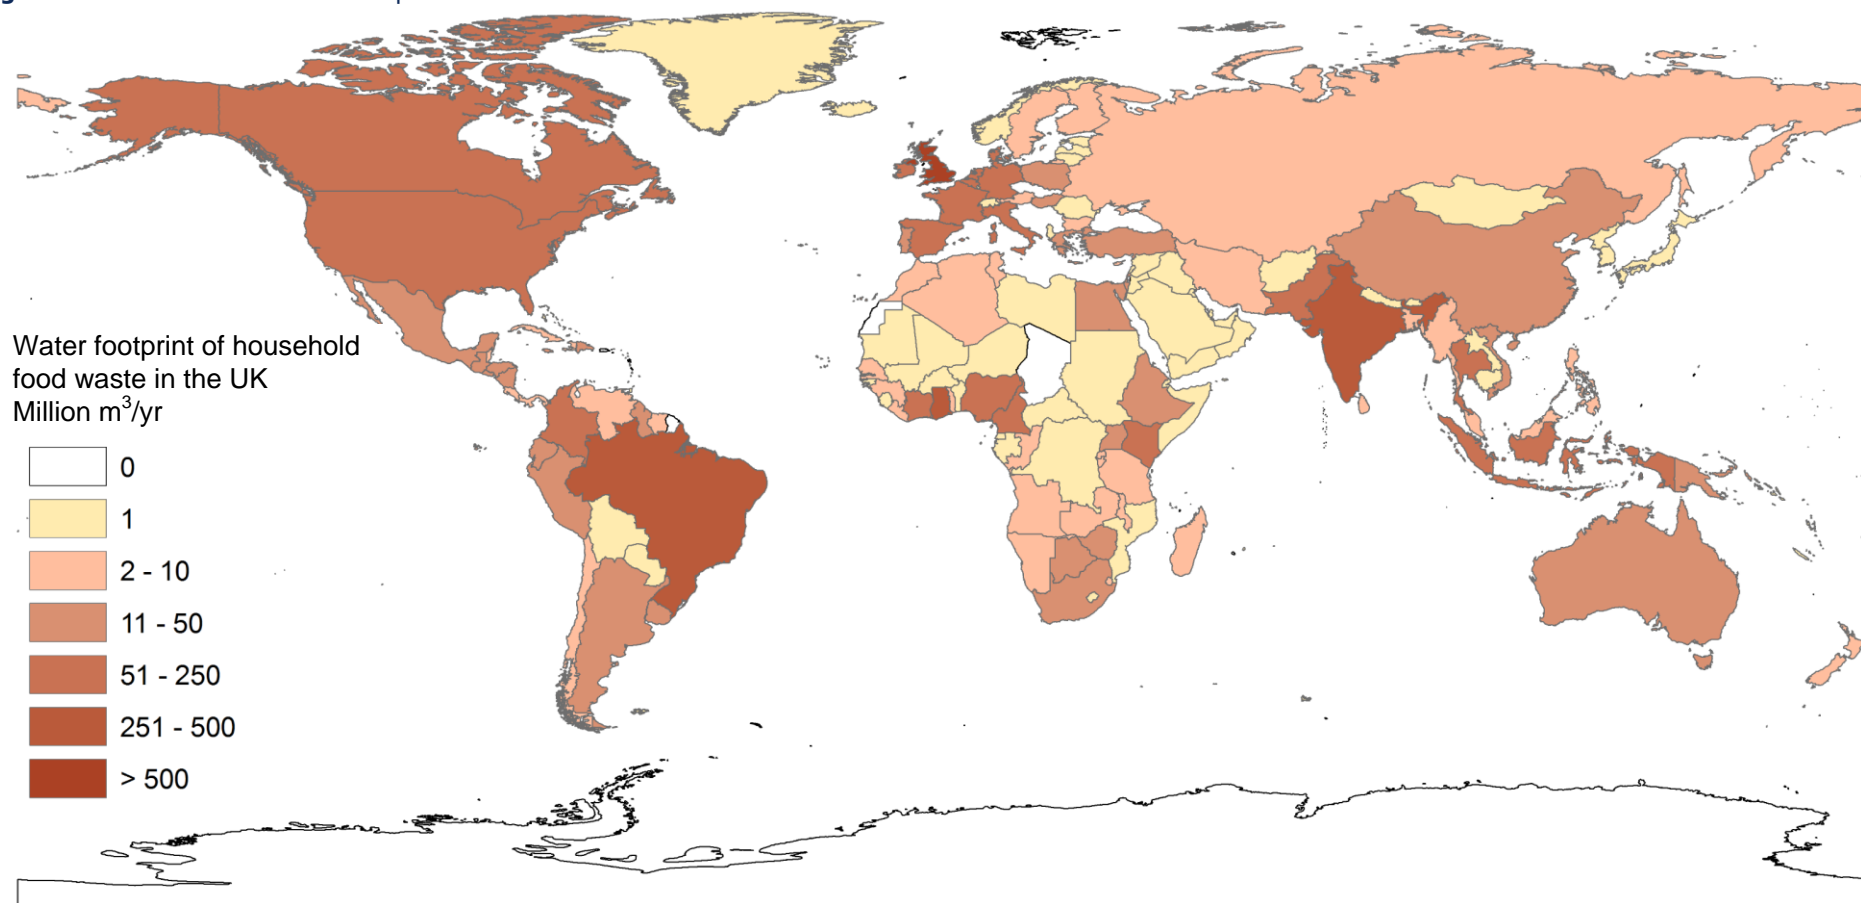 Water footprint of household
food waste in the UK
Million m³/yr
0
1
2 - 10
11 - 50
51 - 250
251 - 500
> 500